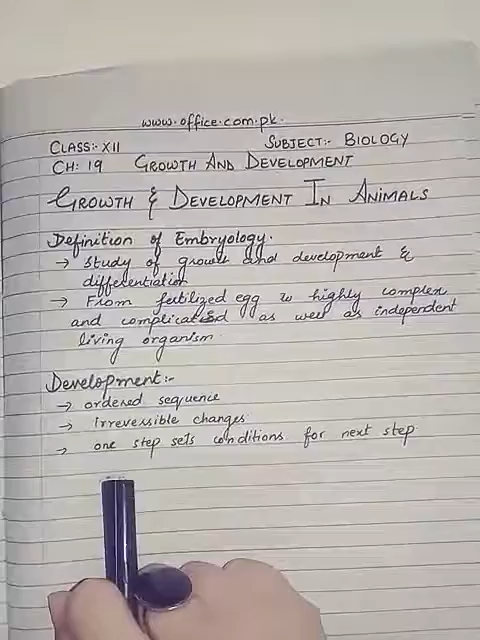 www.office.com.pk.
CLASS:- XII SUBJECT:- BIOLOGY
CH: 19 GROWTH AND DEVELOPMENT
GROWTH & DEVELOPMENT IN ANIMALS
Definition of Embryology.
→ Study of growth and development &
differentiation
→ From fertilized egg to highly complex
and complicated as well as independent
living organism.
Development:-
→ ordered sequence
→ Irreversible changes
→ one step sets conditions for next step.